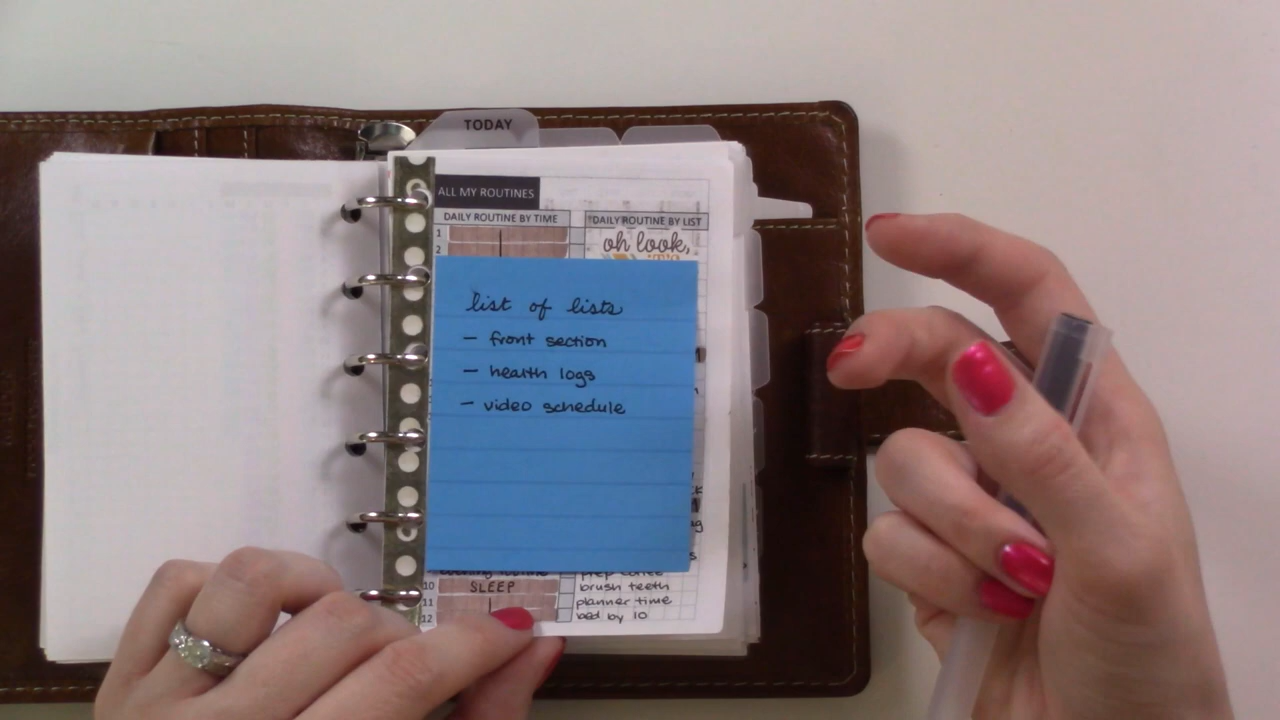 TODAY
ALL MY ROUTINES
DAILY ROUTINE BY TIME
DAILY ROUTINE BY LIST
1
2
oh look,
list of lists
- front section
- health logs
- video schedule
evening routine
prep coffee
10
SLEEP
brush teeth
11
planner time
12
bed by 10